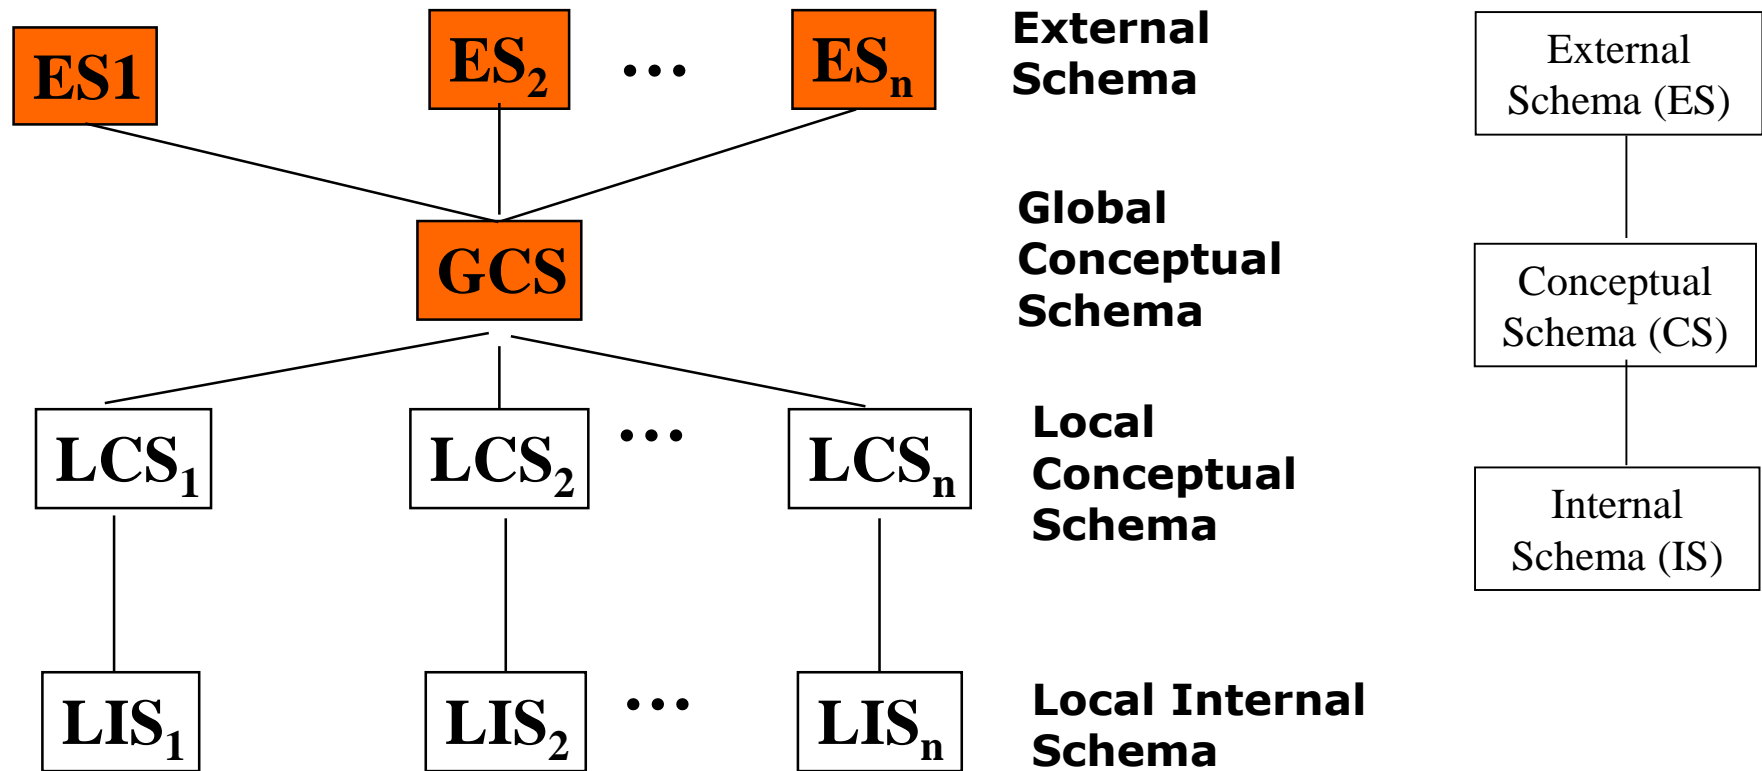 ES1
ES2
...
ESn
External
Schema
External
Schema (ES)
GCS
Global
Conceptual
Schema
Conceptual
Schema (CS)
LCS1
LCS2
...
LCSn
Local
Conceptual
Schema
Internal
Schema (IS)
LIS1
LIS2
...
LISn
Local Internal
Schema